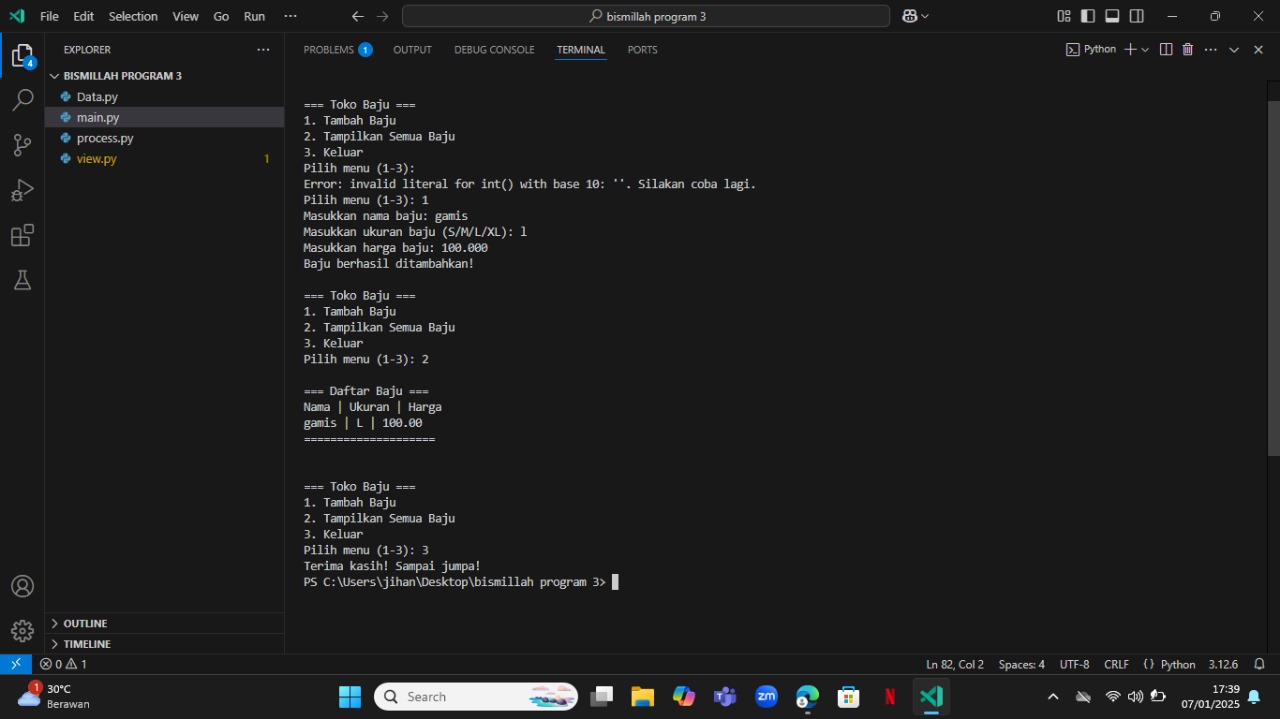 File Edit Selection View Go Run ··· bismillah program 3
EXPLORER ···
BISMILLAH PROGRAM 3
Data.py
main.py
process.py
view.py 1
4
OUTLINE
TIMELINE
PROBLEMS 1 OUTPUT DEBUG CONSOLE TERMINAL PORTS Python ···
=== Toko Baju ===
1. Tambah Baju
2. Tampilkan Semua Baju
3. Keluar
Pilih menu (1-3):
Error: invalid literal for int() with base 10: ''. Silakan coba lagi.
Pilih menu (1-3): 1
Masukkan nama baju: gamis
Masukkan ukuran baju (S/M/L/XL): l
Masukkan harga baju: 100.000
Baju berhasil ditambahkan!
=== Toko Baju ===
1. Tambah Baju
2. Tampilkan Semua Baju
3. Keluar
Pilih menu (1-3): 2
=== Daftar Baju ===
Nama | Ukuran | Harga
gamis | L | 100.00
====================
=== Toko Baju ===
1. Tambah Baju
2. Tampilkan Semua Baju
3. Keluar
Pilih menu (1-3): 3
Terima kasih! Sampai jumpa!
PS C:\Users\jihan\Desktop\bismillah program 3>
0 1 Ln 82, Col 2 Spaces: 4 UTF-8 CRLF {} Python 3.12.6
1 30°C
Berawan
Search
zm
N
17:39
07/01/2025